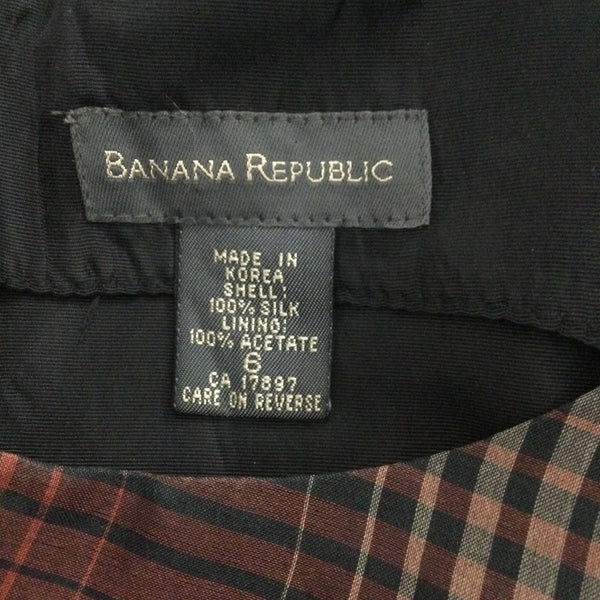 BANANA REPUBLIC
MADE IN
KOREA
SHELL:
100% SILK
LINING:
100% ACETATE
6
CA 17897
CARE ON REVERSE